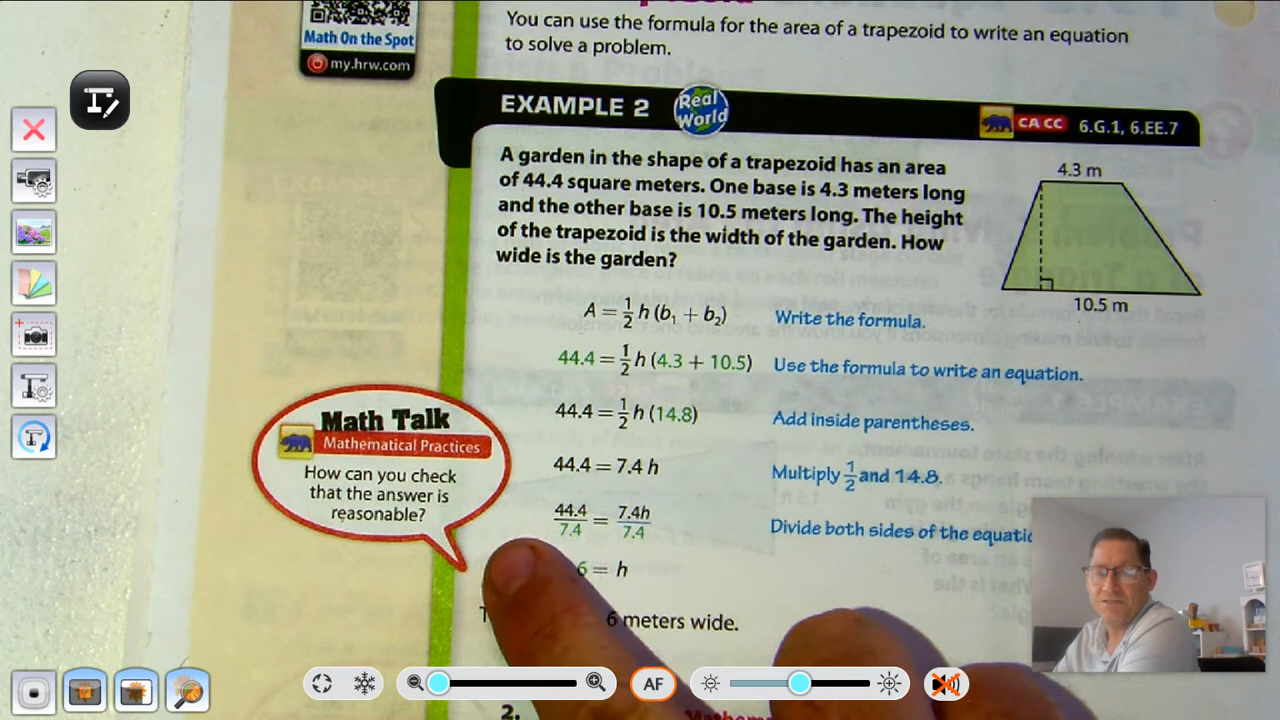 Math On the Spot
my.hrw.com
You can use the formula for the area of a trapezoid to write an equation
to solve a problem.
EXAMPLE 2
Real
World
CA CC 6.G.1, 6.EE.7
A garden in the shape of a trapezoid has an area
of 44.4 square meters. One base is 4.3 meters long
and the other base is 10.5 meters long. The height
of the trapezoid is the width of the garden. How
wide is the garden?
4.3 m
10.5 m
A = 1/2 h (b₁ + b₂) Write the formula.
44.4 = 1/2 h (4.3 + 10.5) Use the formula to write an equation.
44.4 = 1/2 h (14.8) Add inside parentheses.
44.4 = 7.4 h Multiply 1/2 and 14.8.
44.4/7.4 = 7.4h/7.4 Divide both sides of the
6 = h
6 meters wide.
Math Talk
Mathematical Practices
How can you check
that the answer is
reasonable?
2.
AF